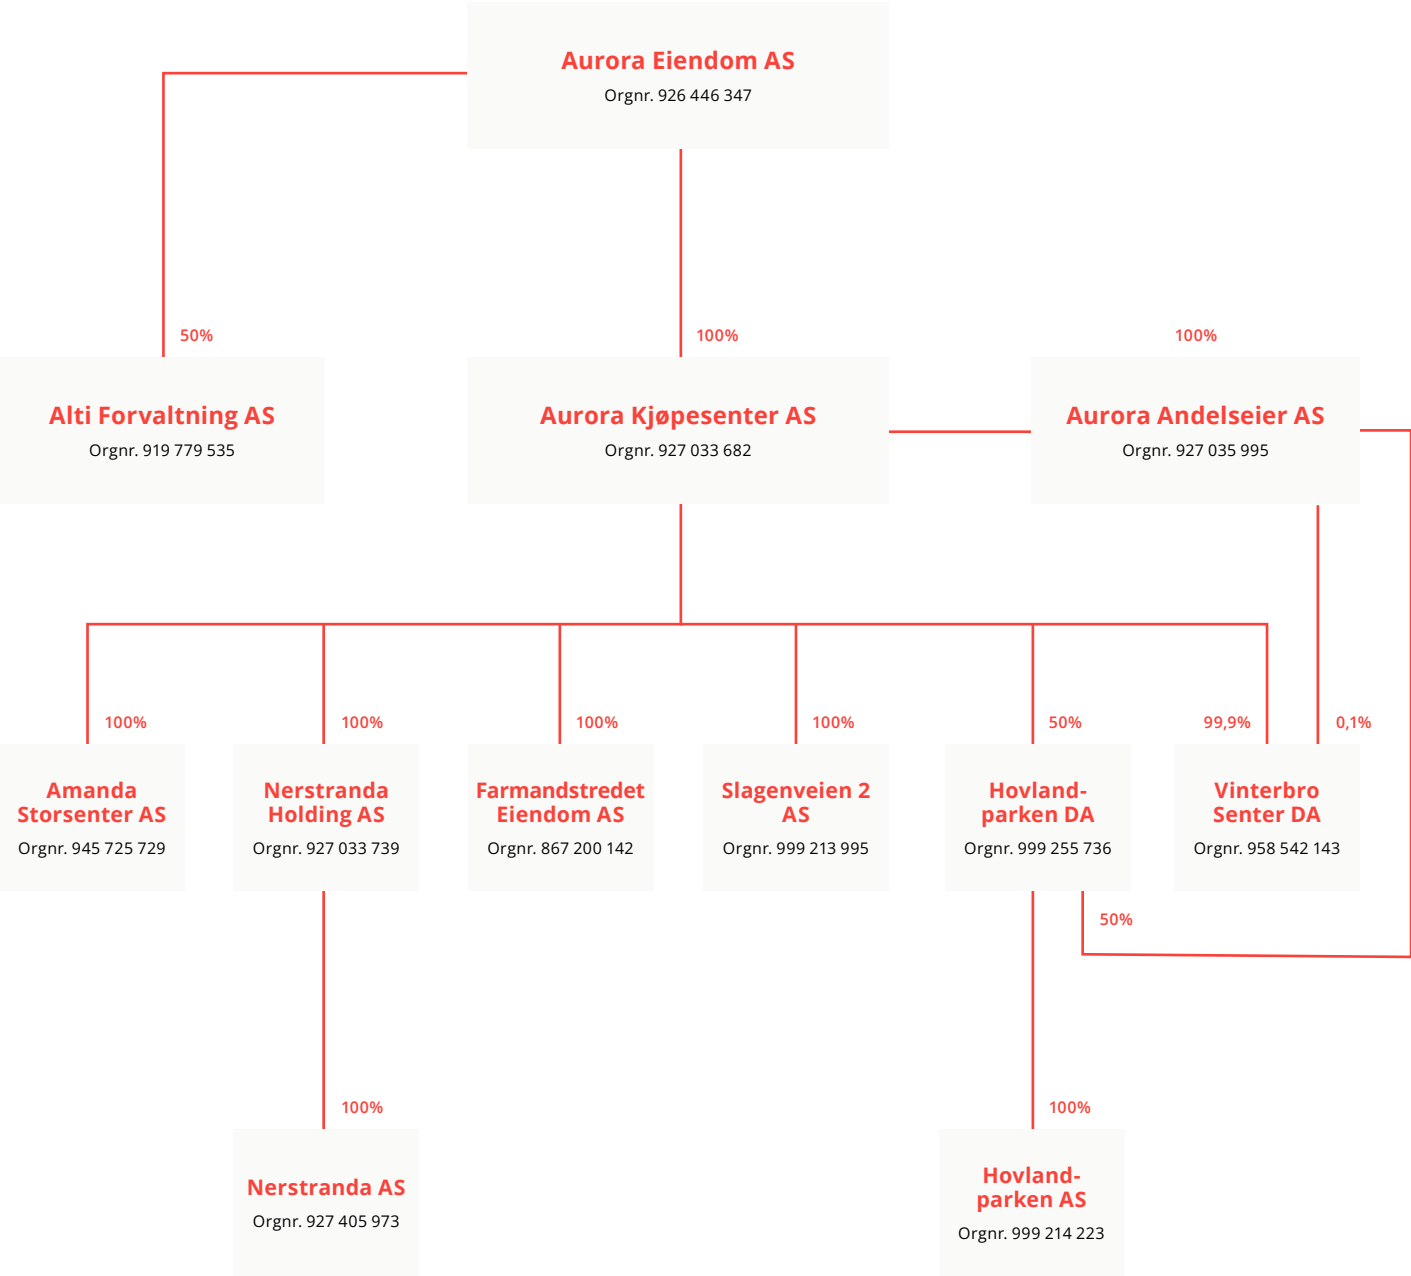 Aurora Eiendom AS
Orgnr. 926 446 347
50%
100%
100%
Alti Forvaltning AS
Orgnr. 919 779 535
Aurora Kjøpesenter AS
Orgnr. 927 033 682
Aurora Andelseier AS
Orgnr. 927 035 995
100%
100%
100%
100%
50%
99,9%
0,1%
Amanda
Storsenter AS
Orgnr. 945 725 729
Nerstranda
Holding AS
Orgnr. 927 033 739
Farmandstredet
Eiendom AS
Orgnr. 867 200 142
Slagenveien 2
AS
Orgnr. 999 213 995
Hovland-
parken DA
Orgnr. 999 255 736
Vinterbro
Senter DA
Orgnr. 958 542 143
50%
100%
100%
Nerstranda AS
Orgnr. 927 405 973
Hovland-
parken AS
Orgnr. 999 214 223